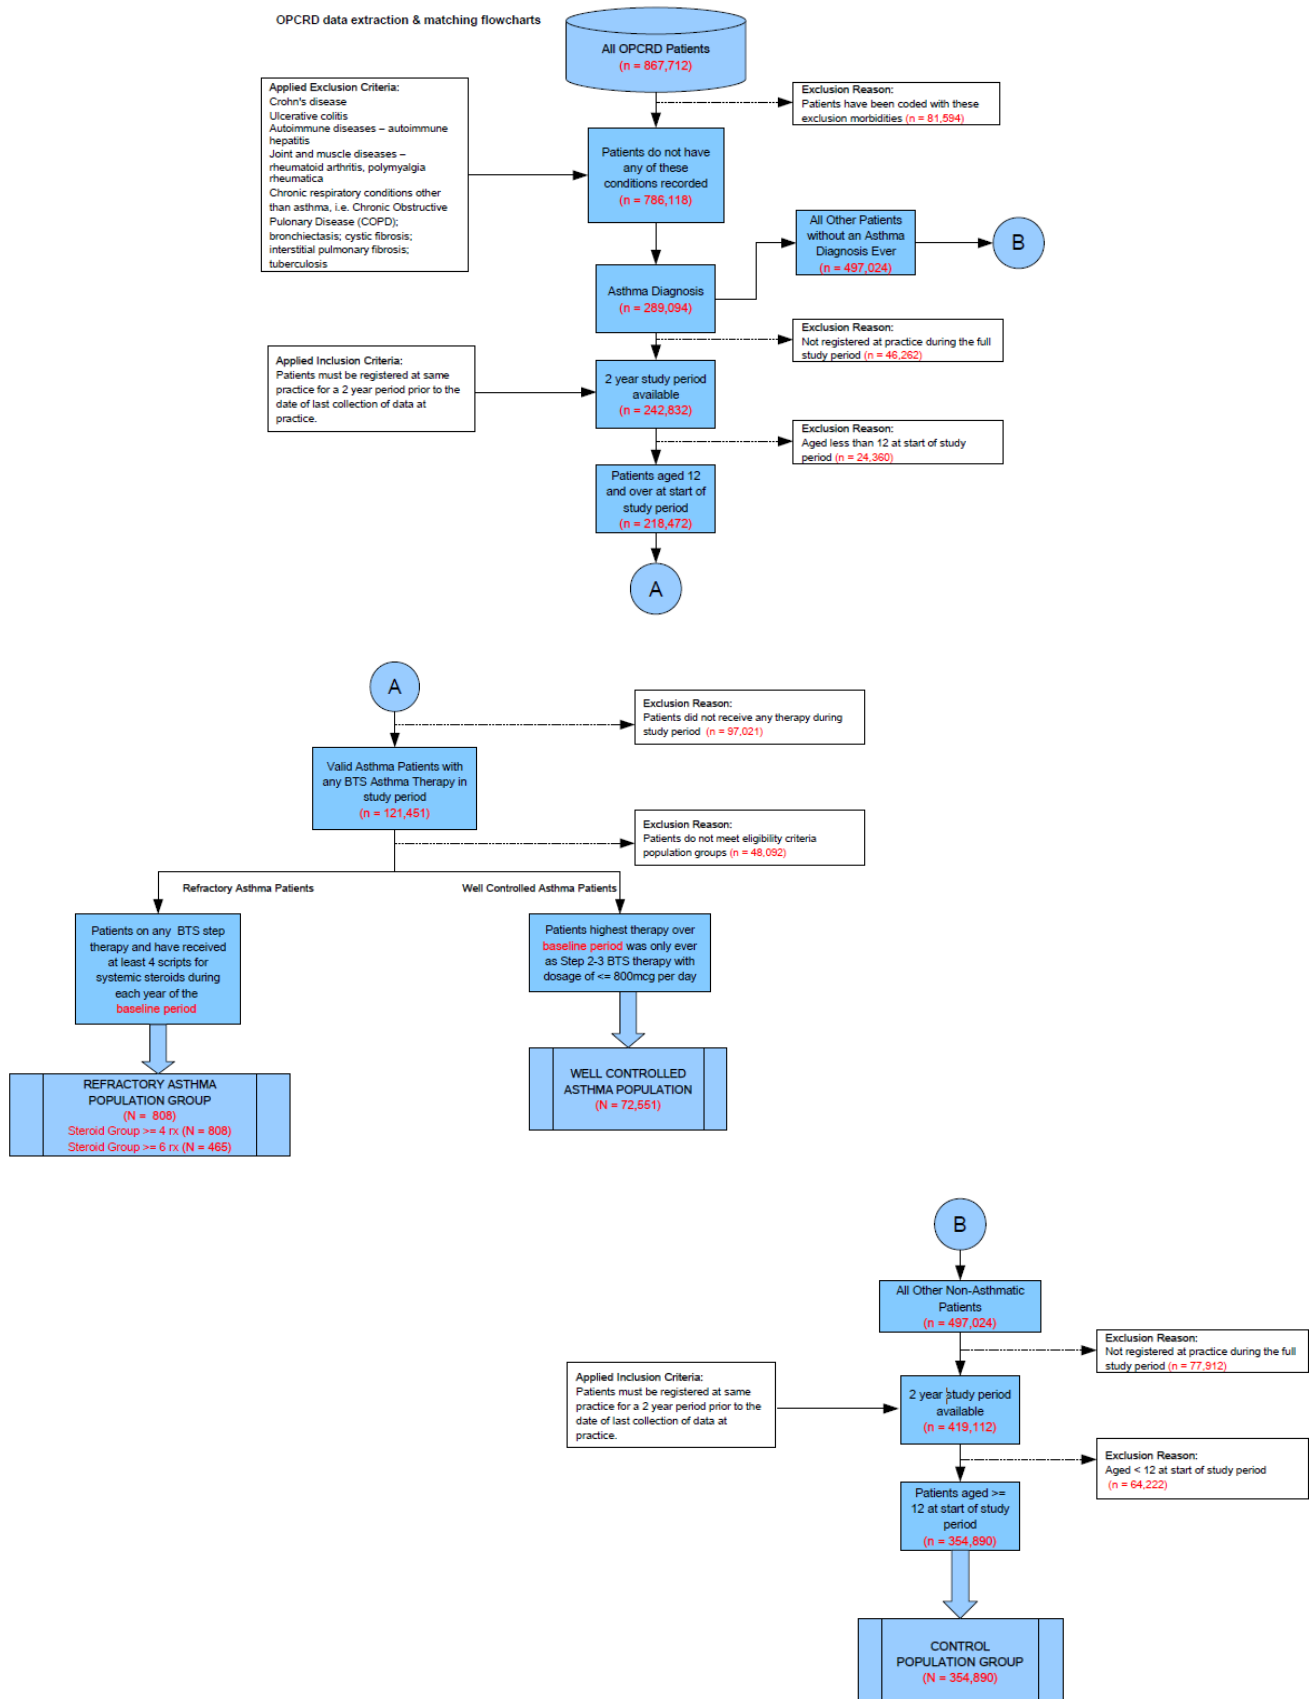 OPCRD data extraction & matching flowcharts
All OPCRD Patients
(n = 867,712)
Applied Exclusion Criteria:
Crohn's disease
Ulcerative colitis
Autoimmune diseases – autoimmune
hepatitis
Joint and muscle diseases –
rheumatoid arthritis, polymyalgia
rheumatica
Chronic respiratory conditions other
than asthma, i.e. Chronic Obstructive
Pulonary Disease (COPD);
bronchiectasis; cystic fibrosis;
interstitial pulmonary fibrosis;
tuberculosis
Exclusion Reason:
Patients have been coded with these
exclusion morbidities (n = 81,594)
Patients do not have
any of these
conditions recorded
(n = 786,118)
All Other Patients
without an Asthma
Diagnosis Ever
(n = 497,024)
B
Asthma Diagnosis
(n = 289,094)
Exclusion Reason:
Not registered at practice during the full
study period (n = 46,262)
Applied Inclusion Criteria:
Patients must be registered at same
practice for a 2 year period prior to the
date of last collection of data at
practice.
2 year study period
available
(n = 242,832)
Exclusion Reason:
Aged less than 12 at start of study
period (n = 24,360)
Patients aged 12
and over at start of
study period
(n = 218,472)
A
A
Exclusion Reason:
Patients did not receive any therapy during
study period (n = 97,021)
Valid Asthma Patients with
any BTS Asthma Therapy in
study period
(n = 121,451)
Exclusion Reason:
Patients do not meet eligibility criteria
population groups (n = 48,092)
Refractory Asthma Patients
Well Controlled Asthma Patients
Patients on any BTS step
therapy and have received
at least 4 scripts for
systemic steroids during
each year of the
baseline period
Patients highest therapy over
baseline period was only ever
as Step 2-3 BTS therapy with
dosage of <= 800mcg per day
REFRACTORY ASTHMA
POPULATION GROUP
(N = 808)
Steroid Group >= 4 rx (N = 808)
Steroid Group >= 6 rx (N = 465)
WELL CONTROLLED
ASTHMA POPULATION
(N = 72,551)
B
All Other Non-Asthmatic
Patients
(n = 497,024)
Exclusion Reason:
Not registered at practice during the full
study period (n = 77,912)
Applied Inclusion Criteria:
Patients must be registered at same
practice for a 2 year period prior to the
date of last collection of data at
practice.
2 year study period
available
(n = 419,112)
Exclusion Reason:
Aged < 12 at start of study period
(n = 64,222)
Patients aged >=
12 at start of study
period
(n = 354,890)
CONTROL
POPULATION GROUP
(N = 354,890)